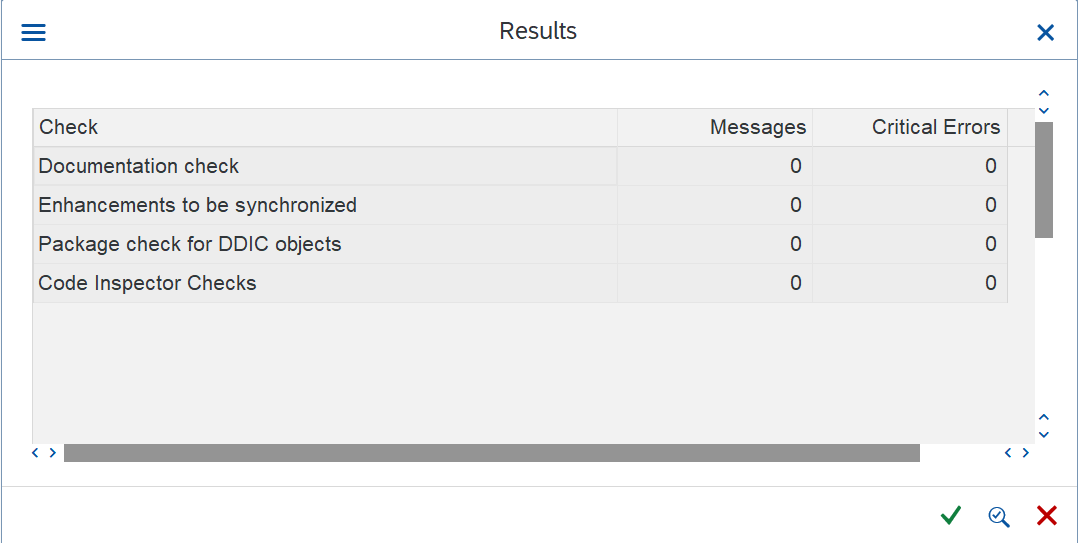 Results
Check Messages Critical Errors
Documentation check 0 0
Enhancements to be synchronized 0 0
Package check for DDIC objects 0 0
Code Inspector Checks 0 0